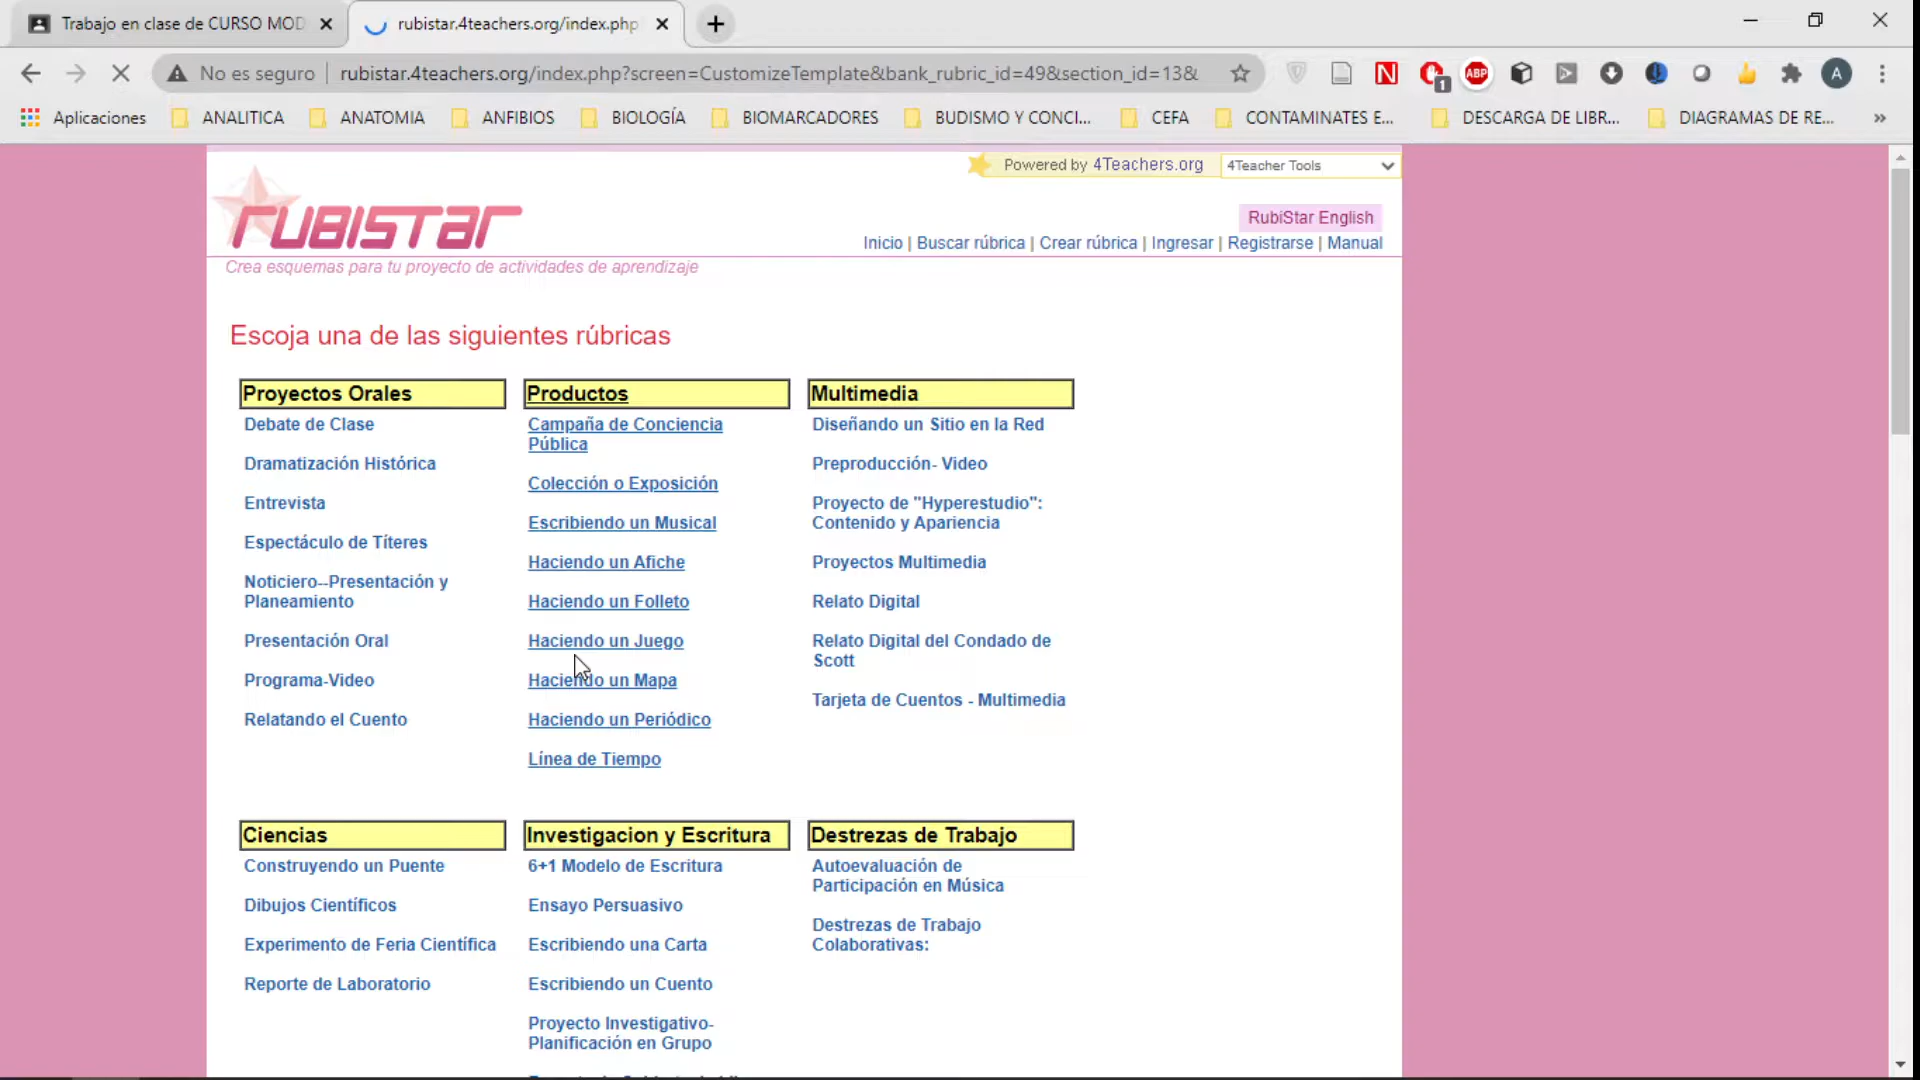 Trabajo en clase de CURSO MOD
rubistar.4teachers.org/index.php
No es seguro
rubistar.4teachers.org/index.php?screen=CustomizeTemplate&bank_rubric_id=49&section_id=13&
N
1
ABP
A
Aplicaciones
ANALITICA
ANATOMIA
ANFIBIOS
BIOLOGÍA
BIOMARCADORES
BUDISMO Y CONCI...
CEFA
CONTAMINATES E...
DESCARGA DE LIBR...
DIAGRAMAS DE RE...
»
Powered by 4Teachers.org
4Teacher Tools
RUBISTAR
RubiStar English
Inicio | Buscar rúbrica | Crear rúbrica | Ingresar | Registrarse | Manual
Crea esquemas para tu proyecto de actividades de aprendizaje
Escoja una de las siguientes rúbricas
Proyectos Orales
Debate de Clase
Dramatización Histórica
Entrevista
Espectáculo de Títeres
Noticiero--Presentación y
Planeamiento
Presentación Oral
Programa-Video
Relatando el Cuento
Productos
Campaña de Conciencia
Pública
Colección o Exposición
Escribiendo un Musical
Haciendo un Afiche
Haciendo un Folleto
Haciendo un Juego
Haciendo un Mapa
Haciendo un Periódico
Línea de Tiempo
Multimedia
Diseñando un Sitio en la Red
Preproducción- Video
Proyecto de "Hyperestudio":
Contenido y Apariencia
Proyectos Multimedia
Relato Digital
Relato Digital del Condado de
Scott
Tarjeta de Cuentos - Multimedia
Ciencias
Construyendo un Puente
Dibujos Científicos
Experimento de Feria Científica
Reporte de Laboratorio
Investigacion y Escritura
6+1 Modelo de Escritura
Ensayo Persuasivo
Escribiendo una Carta
Escribiendo un Cuento
Proyecto Investigativo-
Planificación en Grupo
Destrezas de Trabajo
Autoevaluación de
Participación en Música
Destrezas de Trabajo
Colaborativas: